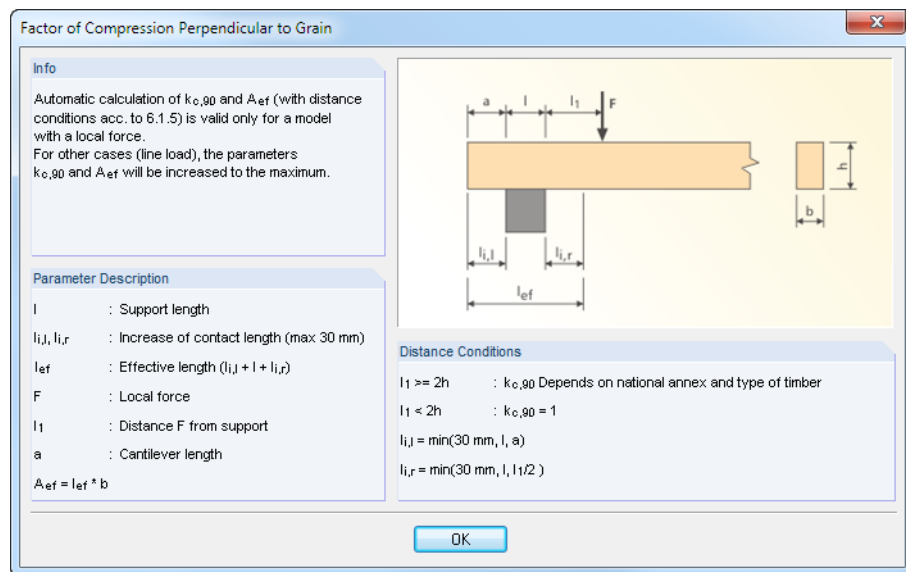 Factor of Compression Perpendicular to Grain
Info
Automatic calculation of kc,90 and Aef (with distance
conditions acc. to 6.1.5) is valid only for a model
with a local force.
For other cases (line load), the parameters
kc,90 and Aef will be increased to the maximum.
a l l1 F
h
b
li,l li,r
lef
Parameter Description
l : Support length
li,l, li,r : Increase of contact length (max 30 mm)
lef : Effective length (li,l + l + li,r)
F : Local force
l1 : Distance F from support
a : Cantilever length
Aef = lef * b
Distance Conditions
l1 >= 2h : kc,90 Depends on national annex and type of timber
l1 < 2h : kc,90 = 1
li,l = min(30 mm, l, a)
li,r = min(30 mm, l, l1/2 )
OK